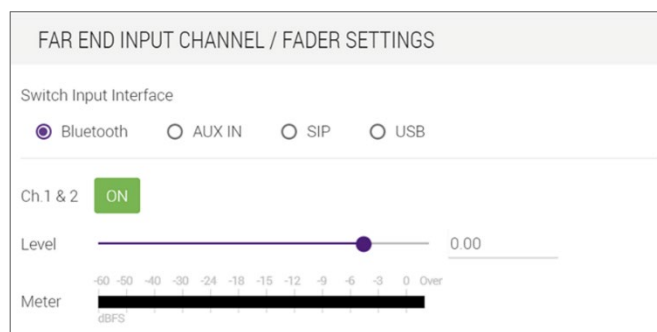 FAR END INPUT CHANNEL / FADER SETTINGS
Switch Input Interface
Bluetooth AUX IN SIP USB
Ch.1 & 2 ON
Level 0.00
-60 -50 -40 -30 -24 -18 -15 -12 -9 -6 -3 0 Over
Meter
dBFS